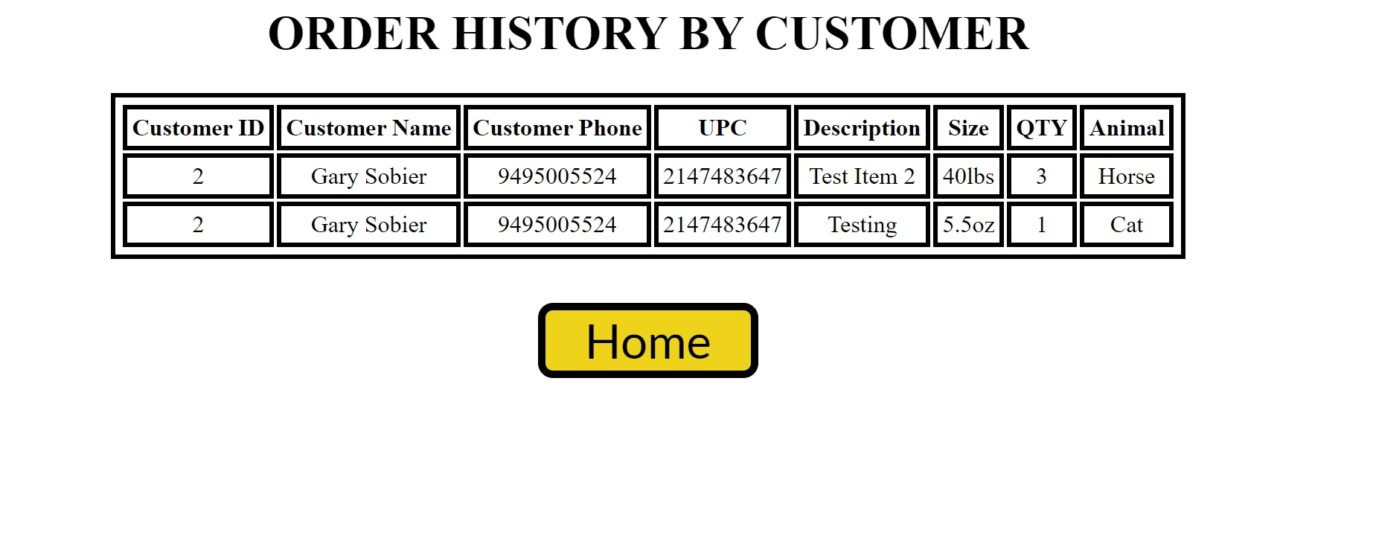 ORDER HISTORY BY CUSTOMER
Customer ID Customer Name Customer Phone UPC Description Size QTY Animal
2 Gary Sobier 9495005524 2147483647 Test Item 2 40lbs 3 Horse
2 Gary Sobier 9495005524 2147483647 Testing 5.5oz 1 Cat
Home